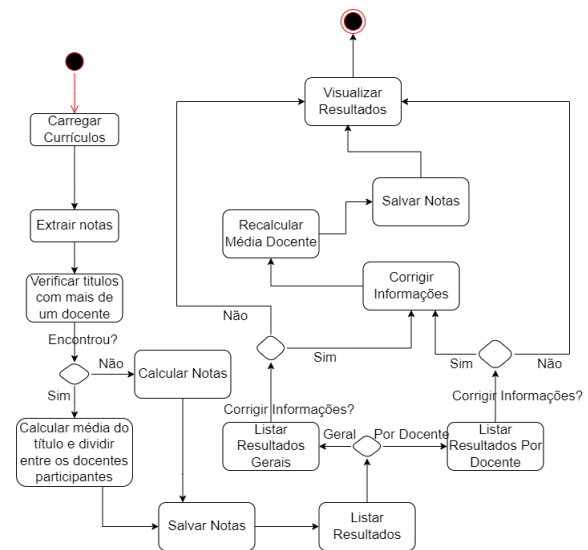 Carregar
Currículos
Extrair notas
Verificar titulos
com mais de
um docente
Encontrou?
Não
Sim
Calcular Notas
Calcular média do
título e dividir
entre os docentes
participantes
Salvar Notas
Listar
Resultados
Geral
Por Docente
Listar
Resultados
Gerais
Corrigir Informações?
Não
Sim
Listar
Resultados Por
Docente
Corrigir Informações?
Sim
Não
Corrigir
Informações
Recalcular
Média Docente
Salvar Notas
Visualizar
Resultados